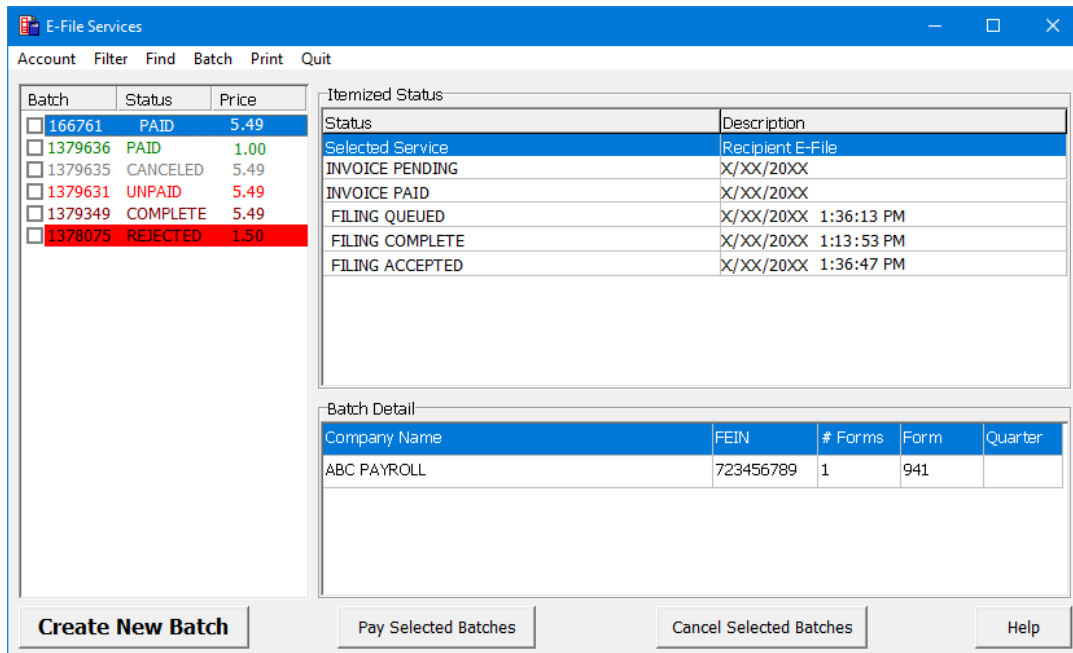 E-File Services
Account Filter Find Batch Print Quit
Batch Status Price
166761 PAID 5.49
1379636 PAID 1.00
1379635 CANCELED 5.49
1379631 UNPAID 5.49
1379349 COMPLETE 5.49
1378075 REJECTED 1.50
Itemized Status
Status Description
Selected Service Recipient E-File
INVOICE PENDING X/XX/20XX
INVOICE PAID X/XX/20XX
FILING QUEUED X/XX/20XX 1:36:13 PM
FILING COMPLETE X/XX/20XX 1:13:53 PM
FILING ACCEPTED X/XX/20XX 1:36:47 PM
Batch Detail
Company Name FEIN # Forms Form Quarter
ABC PAYROLL 723456789 1 941
Create New Batch Pay Selected Batches Cancel Selected Batches Help